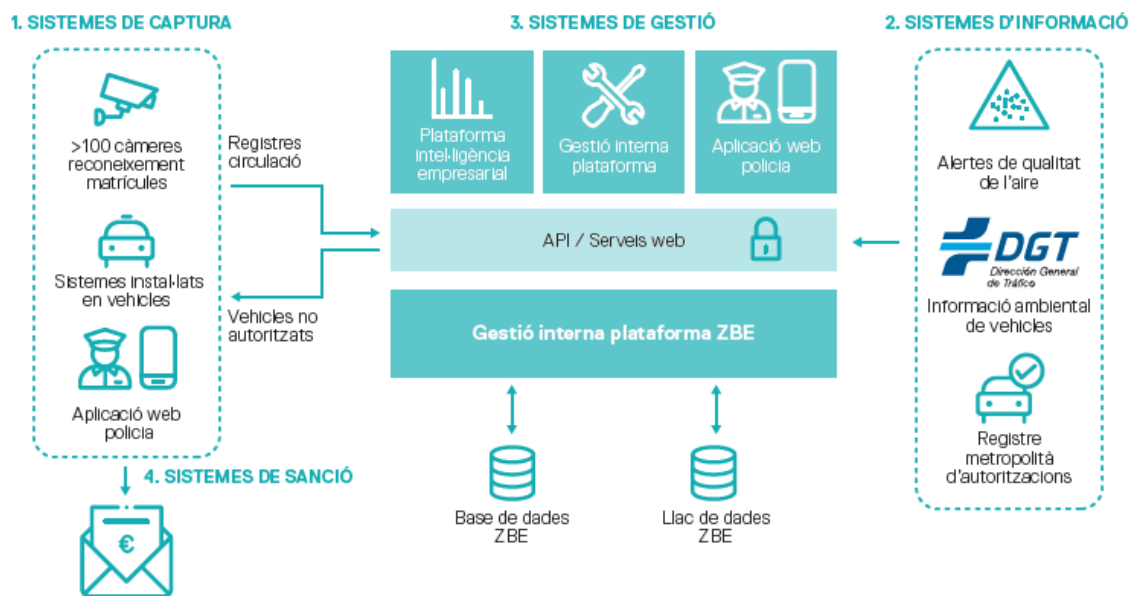 1. SISTEMES DE CAPTURA
>100 càmeres
reconeixement
matrícules
Sistemes instal·lats
en vehicles
Aplicació web
policia
Registres
circulació
Vehicles no
autoritzats
3. SISTEMES DE GESTIÓ
Plataforma
intel·ligència
empresarial
Gestió interna
plataforma
Aplicació web
policia
API / Serveis web
Gestió interna plataforma ZBE
Base de dades
ZBE
Llac de dades
ZBE
2. SISTEMES D'INFORMACIÓ
Alertes de qualitat
de l'aire
DGT
Dirección General
de Tráfico
Informació ambiental
de vehicles
Registre
metropolità
d'autoritzacions
4. SISTEMES DE SANCIÓ
€